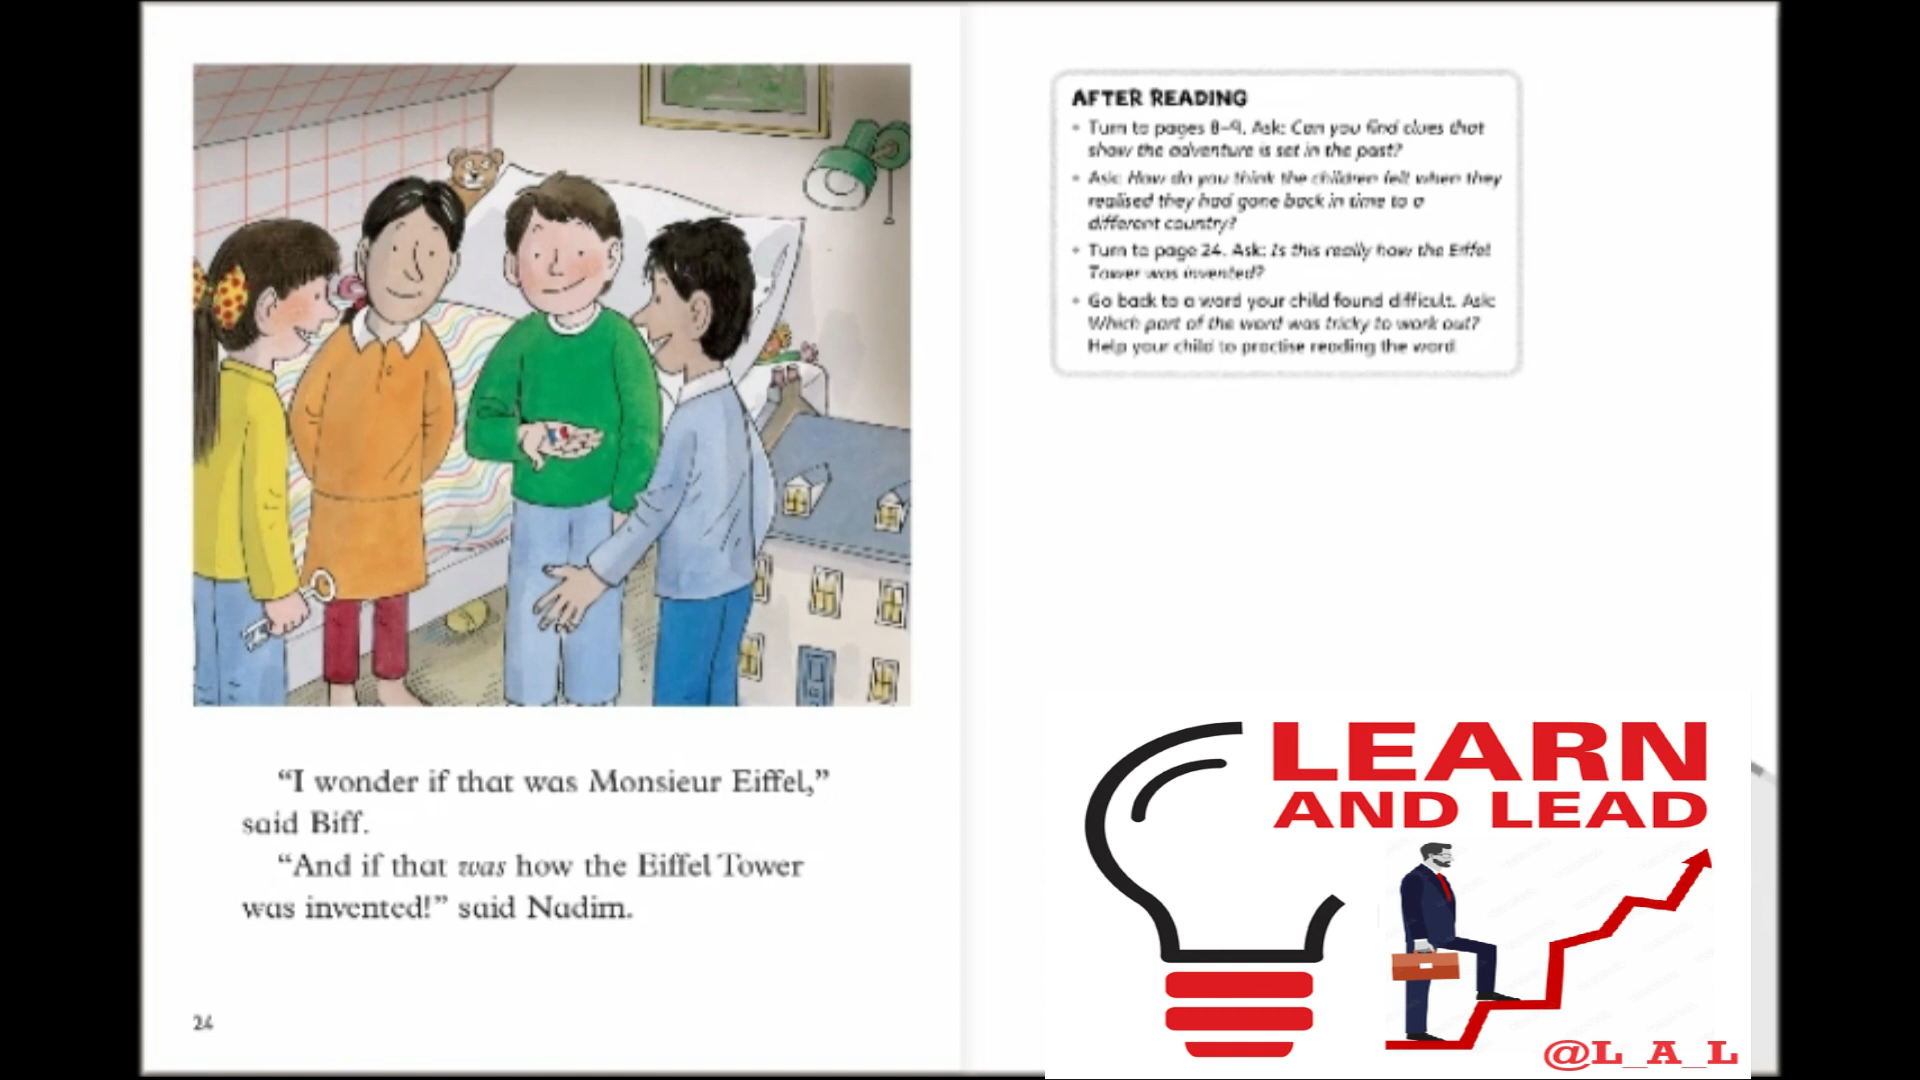 “I wonder if that was Monsieur Eiffel,”
said Biff.
“And if that was how the Eiffel Tower
was invented!” said Nadim.
24
AFTER READING
• Turn to pages 8–9. Ask: Can you find clues that
show the adventure is set in the past?
• Ask: How do you think the children felt when they
realised they had gone back in time to a
different country?
• Turn to page 24. Ask: Is this really how the Eiffel
Tower was invented?
• Go back to a word your child found difficult. Ask:
Which part of the word was tricky to work out?
Help your child to practise reading the word.
LEARN
AND LEAD
@L_A_L